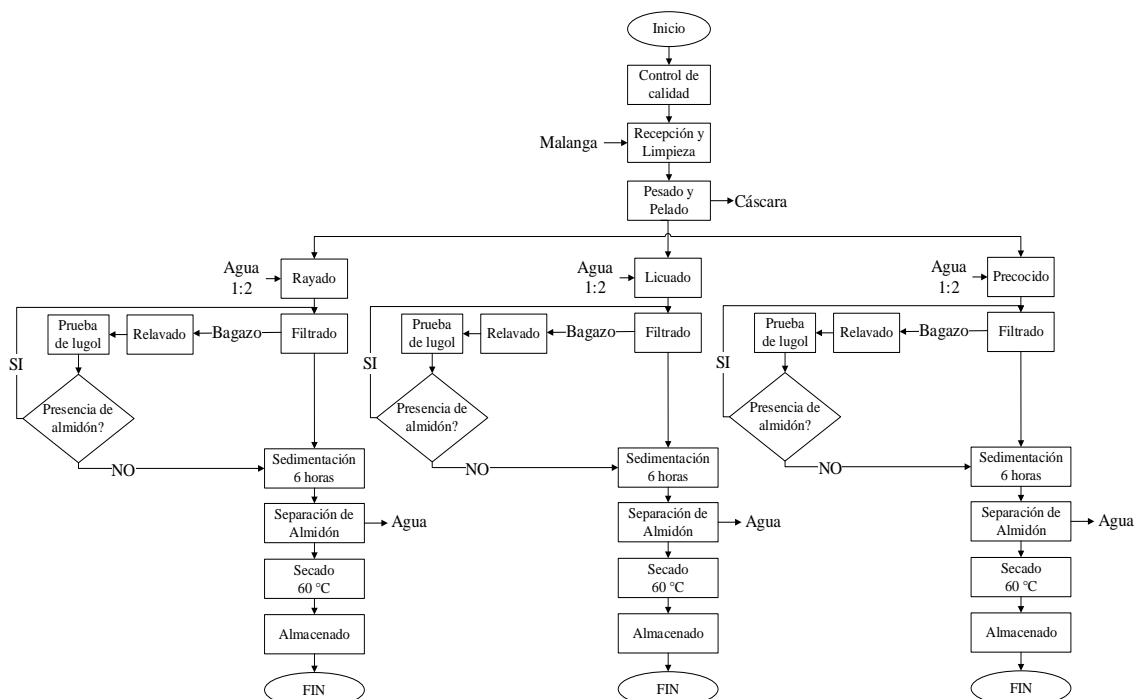 Inicio
Control de
calidad
Malanga
Recepción y
Limpieza
Pesado y
Pelado
Cáscara
Agua
1:2
Rayado
Filtrado
Bagazo
Relavado
Prueba
de lugol
SI
Presencia de
almidón?
NO
Sedimentación
6 horas
Separación de
Almidón
Agua
Secado
60 °C
Almacenado
FIN
Agua
1:2
Licuado
Filtrado
Bagazo
Relavado
Prueba
de lugol
SI
Presencia de
almidón?
NO
Sedimentación
6 horas
Separación de
Almidón
Agua
Secado
60 °C
Almacenado
FIN
Agua
1:2
Precocido
Filtrado
Bagazo
Relavado
Prueba
de lugol
SI
Presencia de
almidón?
NO
Sedimentación
6 horas
Separación de
Almidón
Agua
Secado
60 °C
Almacenado
FIN